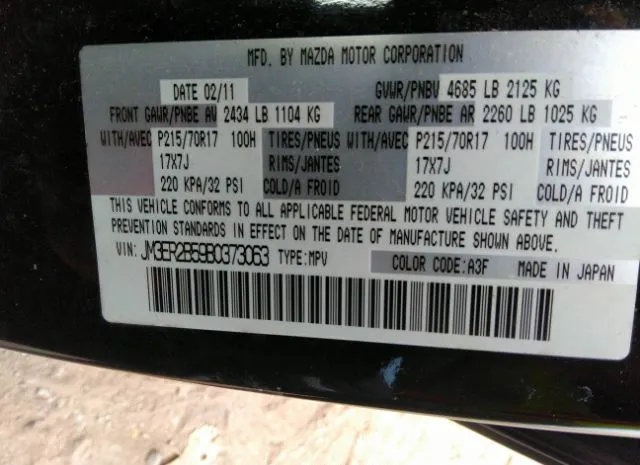 MFD. BY MAZDA MOTOR CORPORATION
DATE 02/11 GVWR/PNBV 4685 LB 2125 KG
FRONT GAWR/PNBE AV 2434 LB 1104 KG REAR GAWR/PNBE AR 2260 LB 1025 KG
WITH/AVEC P215/70R17 100H TIRES/PNEUS WITH/AVEC P215/70R17 100H TIRES/PNEUS
17X7J RIMS/JANTES 17X7J RIMS/JANTES
220 KPA/32 PSI COLD/A FROID 220 KPA/32 PSI COLD/A FROID
THIS VEHICLE CONFORMS TO ALL APPLICABLE FEDERAL MOTOR VEHICLE SAFETY AND THEFT
PREVENTION STANDARDS IN EFFECT ON THE DATE OF MANUFACTURE SHOWN ABOVE.
VIN: JM3ER2B59B0373063 TYPE:MPV COLOR CODE:A3F MADE IN JAPAN